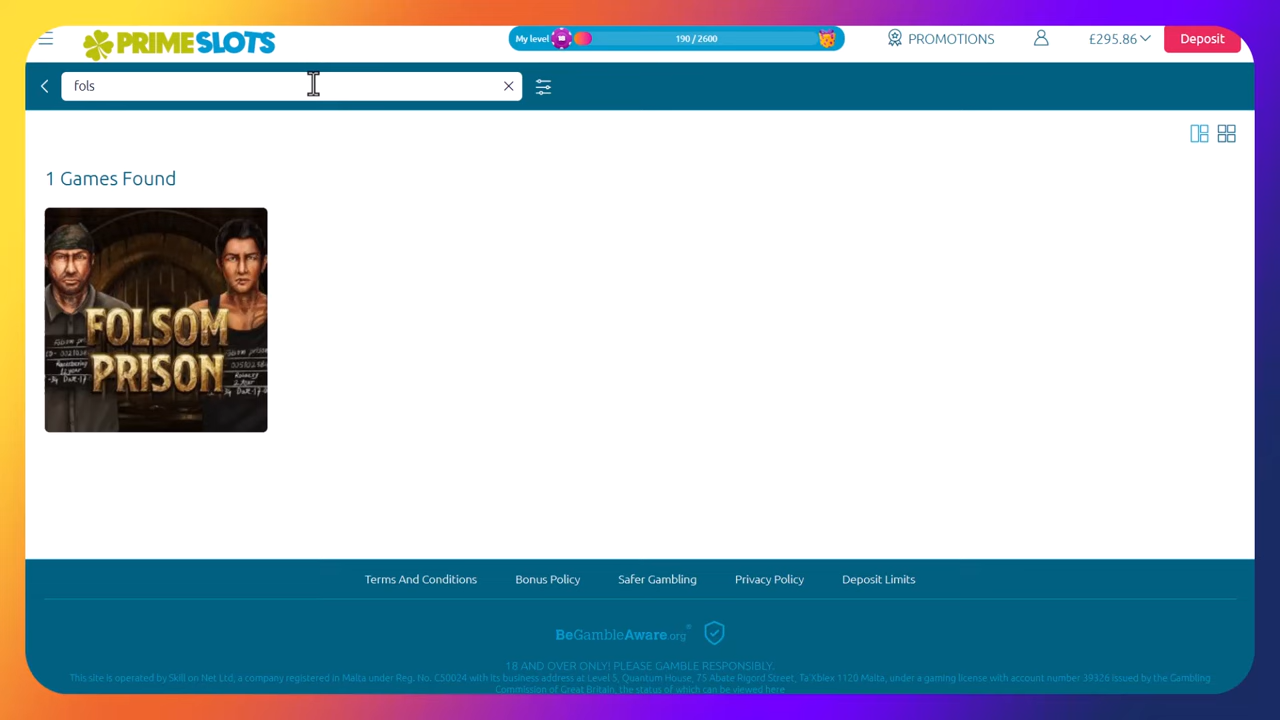 PRIMESLOTS
My level 190 / 2600
PROMOTIONS
£295.86
Deposit
fols
1 Games Found
FOLSOM
PRISON
Terms And Conditions
Bonus Policy
Safer Gambling
Privacy Policy
Deposit Limits
BeGambleAware.org®
18 AND OVER ONLY! PLEASE GAMBLE RESPONSIBLY.
This site is operated by Skill on Net Ltd, a company registered in Malta under Reg. No. C50024 with its business address at Level 5, Quantum House, 75 Abate Rigord Street, Ta'Xblex 1120 Malta, under a gaming license with account number 39326 issued by the Gambling
Commission of Great Britain, the status of which can be viewed here